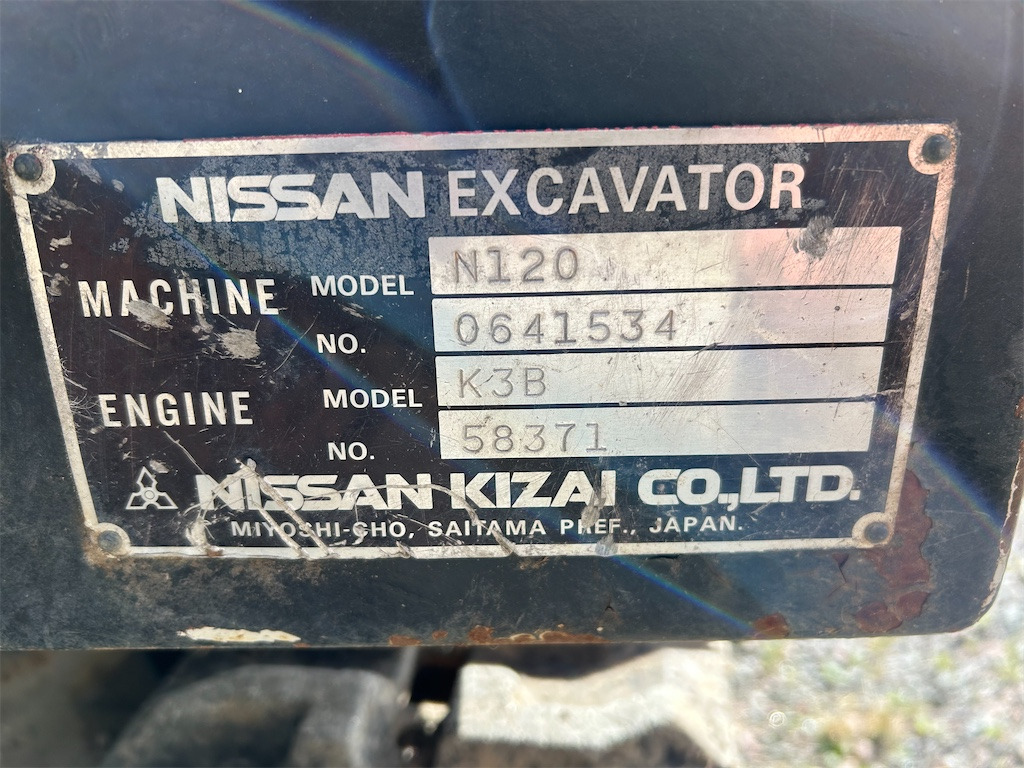 NISSAN EXCAVATOR
MACHINE MODEL N120
NO. 0641534
ENGINE MODEL K3B
NO. 58371
NISSAN KIZAI CO.,LTD.
MIYOSHI-CHO, SAITAMA PREF., JAPAN.